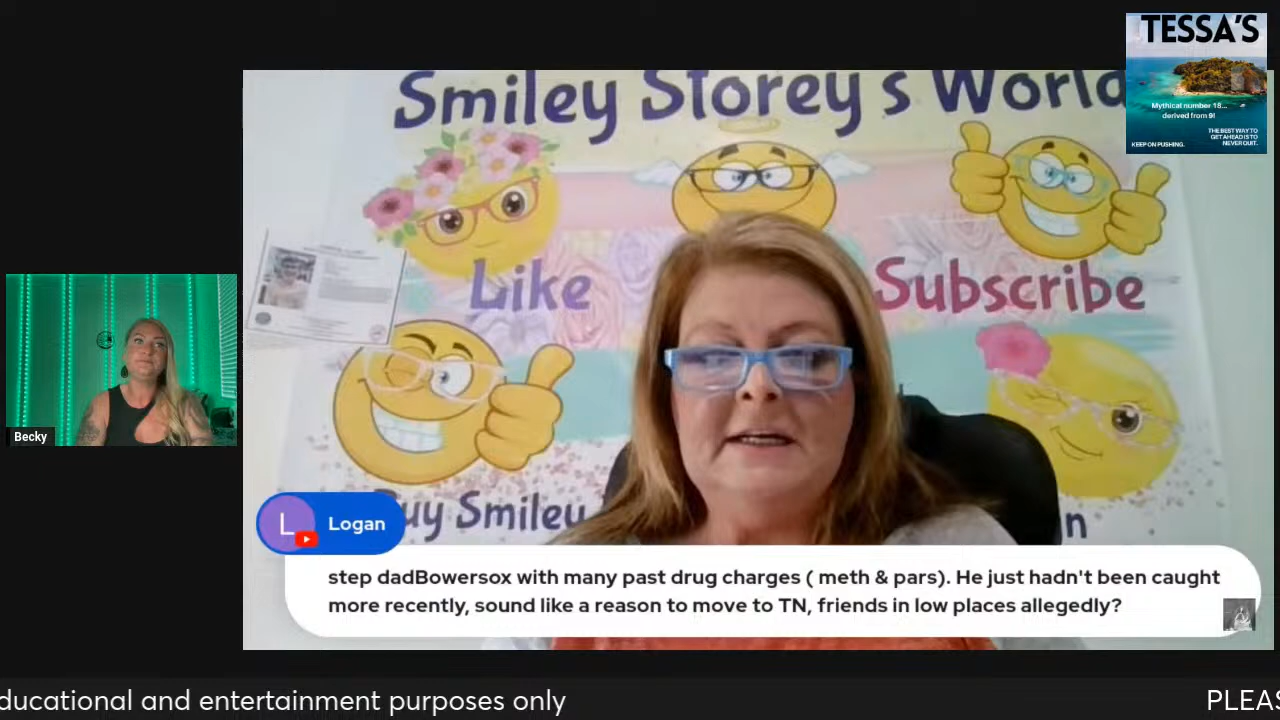 TESSA'S
Mythical number 18...
derived from 9!
THE BEST WAY TO
GET AHEAD IS TO
NEVER QUIT.
KEEP ON PUSHING.
Smiley Storey's World
Like
Subscribe
Becky
uy Smiley
n
L
Logan
step dadBowersox with many past drug charges ( meth & pars). He just hadn't been caught
more recently, sound like a reason to move to TN, friends in low places allegedly?
ducational and entertainment purposes only
PLEAS